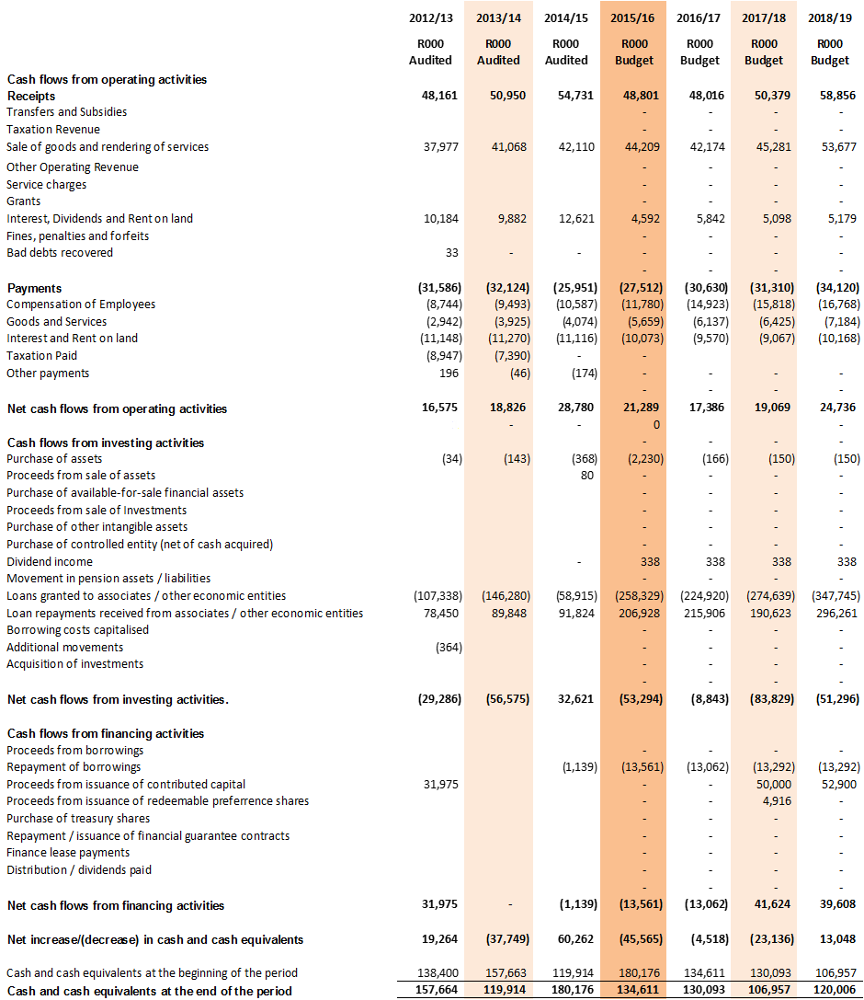 2012/13 2013/14 2014/15 2015/16 2016/17 2017/18 2018/19
R000 R000 R000 R000 R000 R000 R000
Audited Audited Audited Budget Budget Budget Budget
Cash flows from operating activities
Receipts 48,161 50,950 54,731 48,801 48,016 50,379 58,856
Transfers and Subsidies - - - -
Taxation Revenue - - - -
Sale of goods and rendering of services 37,977 41,068 42,110 44,209 42,174 45,281 53,677
Other Operating Revenue - - - -
Service charges - - - -
Grants - - - -
Interest, Dividends and Rent on land 10,184 9,882 12,621 4,592 5,842 5,098 5,179
Fines, penalties and forfeits - - - -
Bad debts recovered 33 - - - - - -
- - - -
Payments (31,586) (32,124) (25,951) (27,512) (30,630) (31,310) (34,120)
Compensation of Employees (8,744) (9,493) (10,587) (11,780) (14,923) (15,818) (16,768)
Goods and Services (2,942) (3,925) (4,074) (5,659) (6,137) (6,425) (7,184)
Interest and Rent on land (11,148) (11,270) (11,116) (10,073) (9,570) (9,067) (10,168)
Taxation Paid (8,947) (7,390) - -
Other payments 196 (46) (174) - - - -
- - - -
Net cash flows from operating activities 16,575 18,826 28,780 21,289 17,386 19,069 24,736
- - 0 -
Cash flows from investing activities - - - -
Purchase of assets (34) (143) (368) (2,230) (166) (150) (150)
Proceeds from sale of assets 80 - - - -
Purchase of available-for-sale financial assets - - - -
Proceeds from sale of Investments - - - -
Purchase of other intangible assets - - - -
Purchase of controlled entity (net of cash acquired) - - - -
Dividend income - 338 338 338 338
Movement in pension assets / liabilities - - - -
Loans granted to associates / other economic entities (107,338) (146,280) (58,915) (258,329) (224,920) (274,639) (347,745)
Loan repayments received from associates / other economic entities 78,450 89,848 91,824 206,928 215,906 190,623 296,261
Borrowing costs capitalised - - - -
Additional movements (364) - - - -
Acquisition of investments - - - -
- - - -
Net cash flows from investing activities. (29,286) (56,575) 32,621 (53,294) (8,843) (83,829) (51,296)
Cash flows from financing activities
Proceeds from borrowings - - - -
Repayment of borrowings (1,139) (13,561) (13,062) (13,292) (13,292)
Proceeds from issuance of contributed capital 31,975 - - 50,000 52,900
Proceeds from issuance of redeemable preferrence shares - - 4,916 -
Purchase of treasury shares - - - -
Repayment / issuance of financial guarantee contracts - - - -
Finance lease payments - - - -
Distribution / dividends paid - - - -
- - - -
Net cash flows from financing activities 31,975 - (1,139) (13,561) (13,062) 41,624 39,608
Net increase/(decrease) in cash and cash equivalents 19,264 (37,749) 60,262 (45,565) (4,518) (23,136) 13,048
Cash and cash equivalents at the beginning of the period 138,400 157,663 119,914 180,176 134,611 130,093 106,957
Cash and cash equivalents at the end of the period 157,664 119,914 180,176 134,611 130,093 106,957 120,006